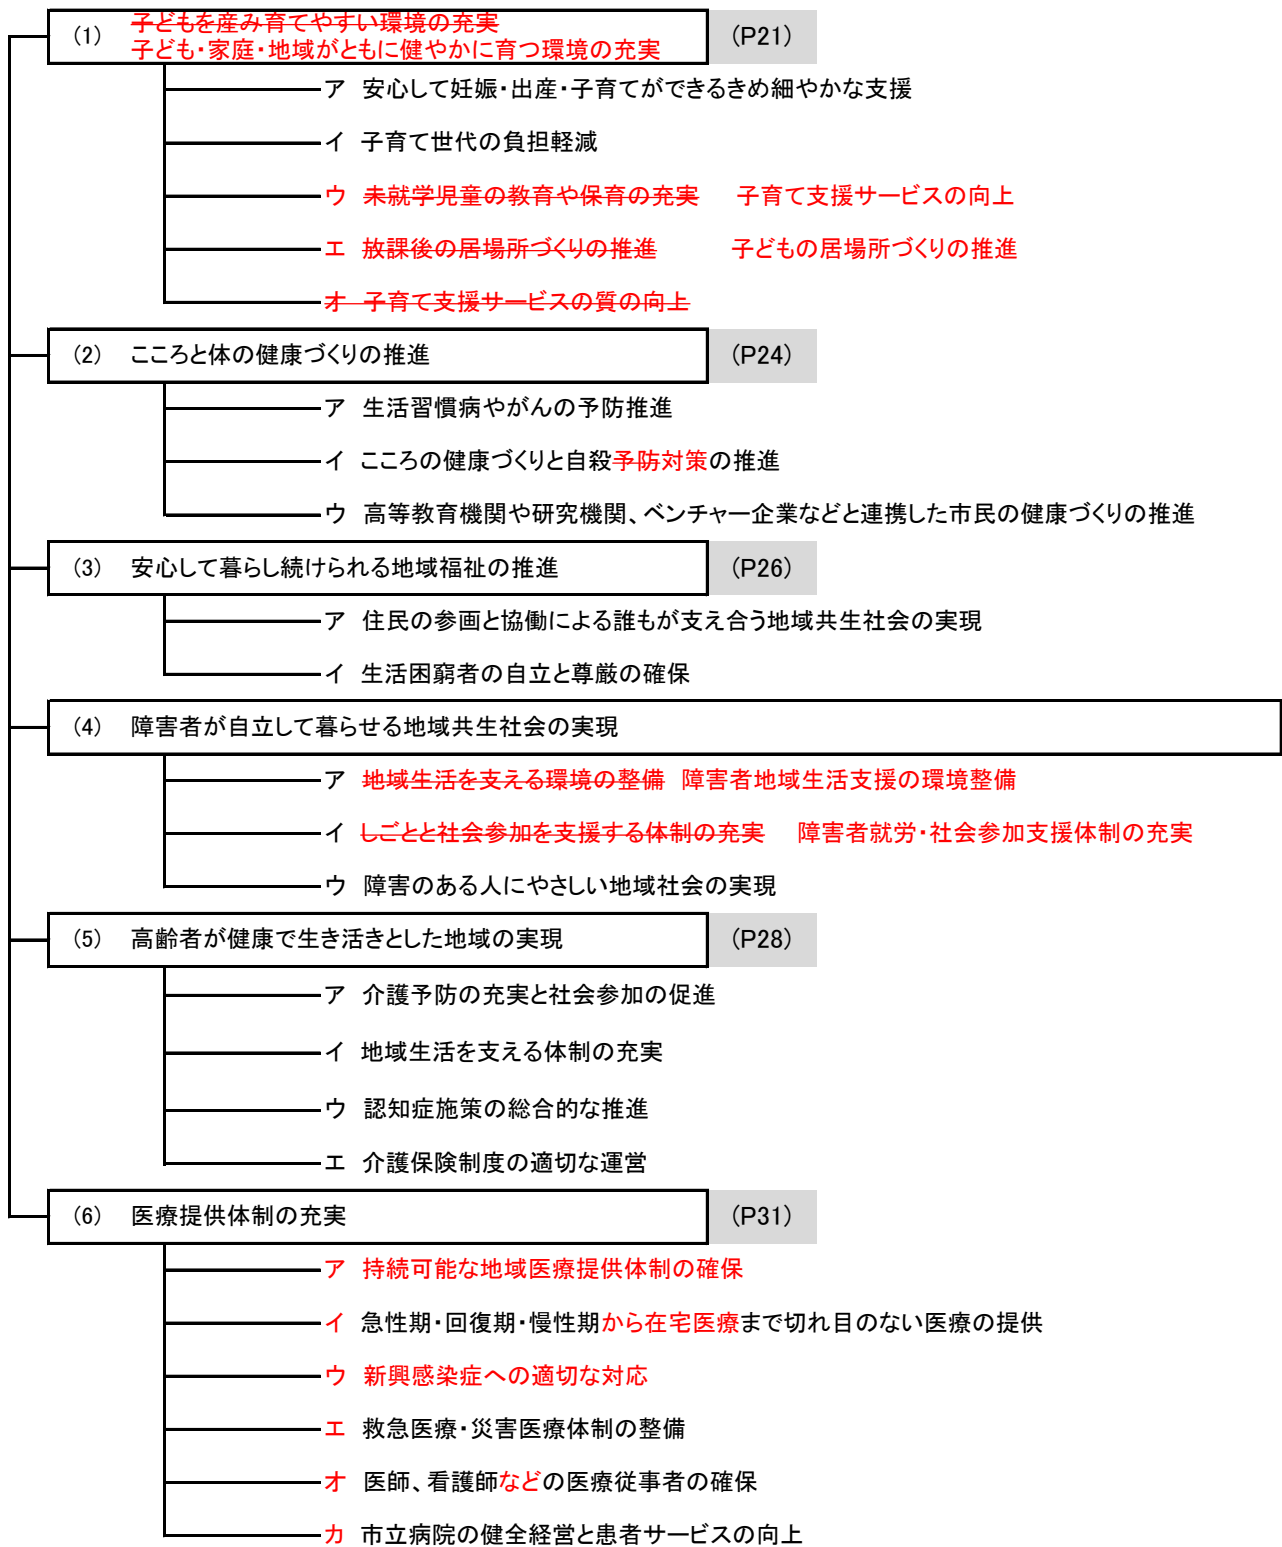 子どもを産み育てやすい環境の充実
(1) 子ども・家庭・地域がともに健やかに育つ環境の充実 (P21)
ア 安心して妊娠・出産・子育てができるきめ細やかな支援
イ 子育て世代の負担軽減
ウ 未就学児童の教育や保育の充実 子育て支援サービスの向上
エ 放課後の居場所づくりの推進 子どもの居場所づくりの推進
オ 子育て支援サービスの質の向上
(2) こころと体の健康づくりの推進 (P24)
ア 生活習慣病やがんの予防推進
イ こころの健康づくりと自殺予防対策の推進
ウ 高等教育機関や研究機関、ベンチャー企業などと連携した市民の健康づくりの推進
(3) 安心して暮らし続けられる地域福祉の推進 (P26)
ア 住民の参画と協働による誰もが支え合う地域共生社会の実現
イ 生活困窮者の自立と尊厳の確保
(4) 障害者が自立して暮らせる地域共生社会の実現
ア 地域生活を支える環境の整備 障害者地域生活支援の環境整備
イ しごとと社会参加を支援する体制の充実 障害者就労・社会参加支援体制の充実
ウ 障害のある人にやさしい地域社会の実現
(5) 高齢者が健康で生き活きとした地域の実現 (P28)
ア 介護予防の充実と社会参加の促進
イ 地域生活を支える体制の充実
ウ 認知症施策の総合的な推進
エ 介護保険制度の適切な運営
(6) 医療提供体制の充実 (P31)
ア 持続可能な地域医療提供体制の確保
イ 急性期・回復期・慢性期から在宅医療まで切れ目のない医療の提供
ウ 新興感染症への適切な対応
エ 救急医療・災害医療体制の整備
オ 医師、看護師などの医療従事者の確保
カ 市立病院の健全経営と患者サービスの向上